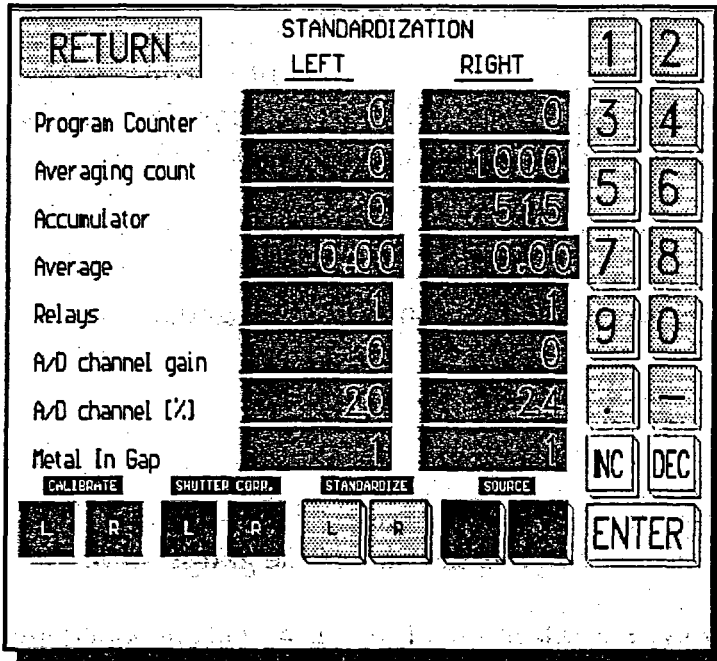 RETURN
STANDARDIZATION
LEFT RIGHT
1 2
Program Counter 0 0
3 4
Averaging count 0 1000
5 6
Accumulator 0 515
Average 0.00 0.00
7 8
Relays 1 1
9 0
A/D channel gain 0 0
A/D channel [%] 20 24
. -
Metal In Gap 1 1
INC DEC
CALIBRATE SHUTTER CORR. STANDARDIZE SOURCE
L R L R L R
ENTER